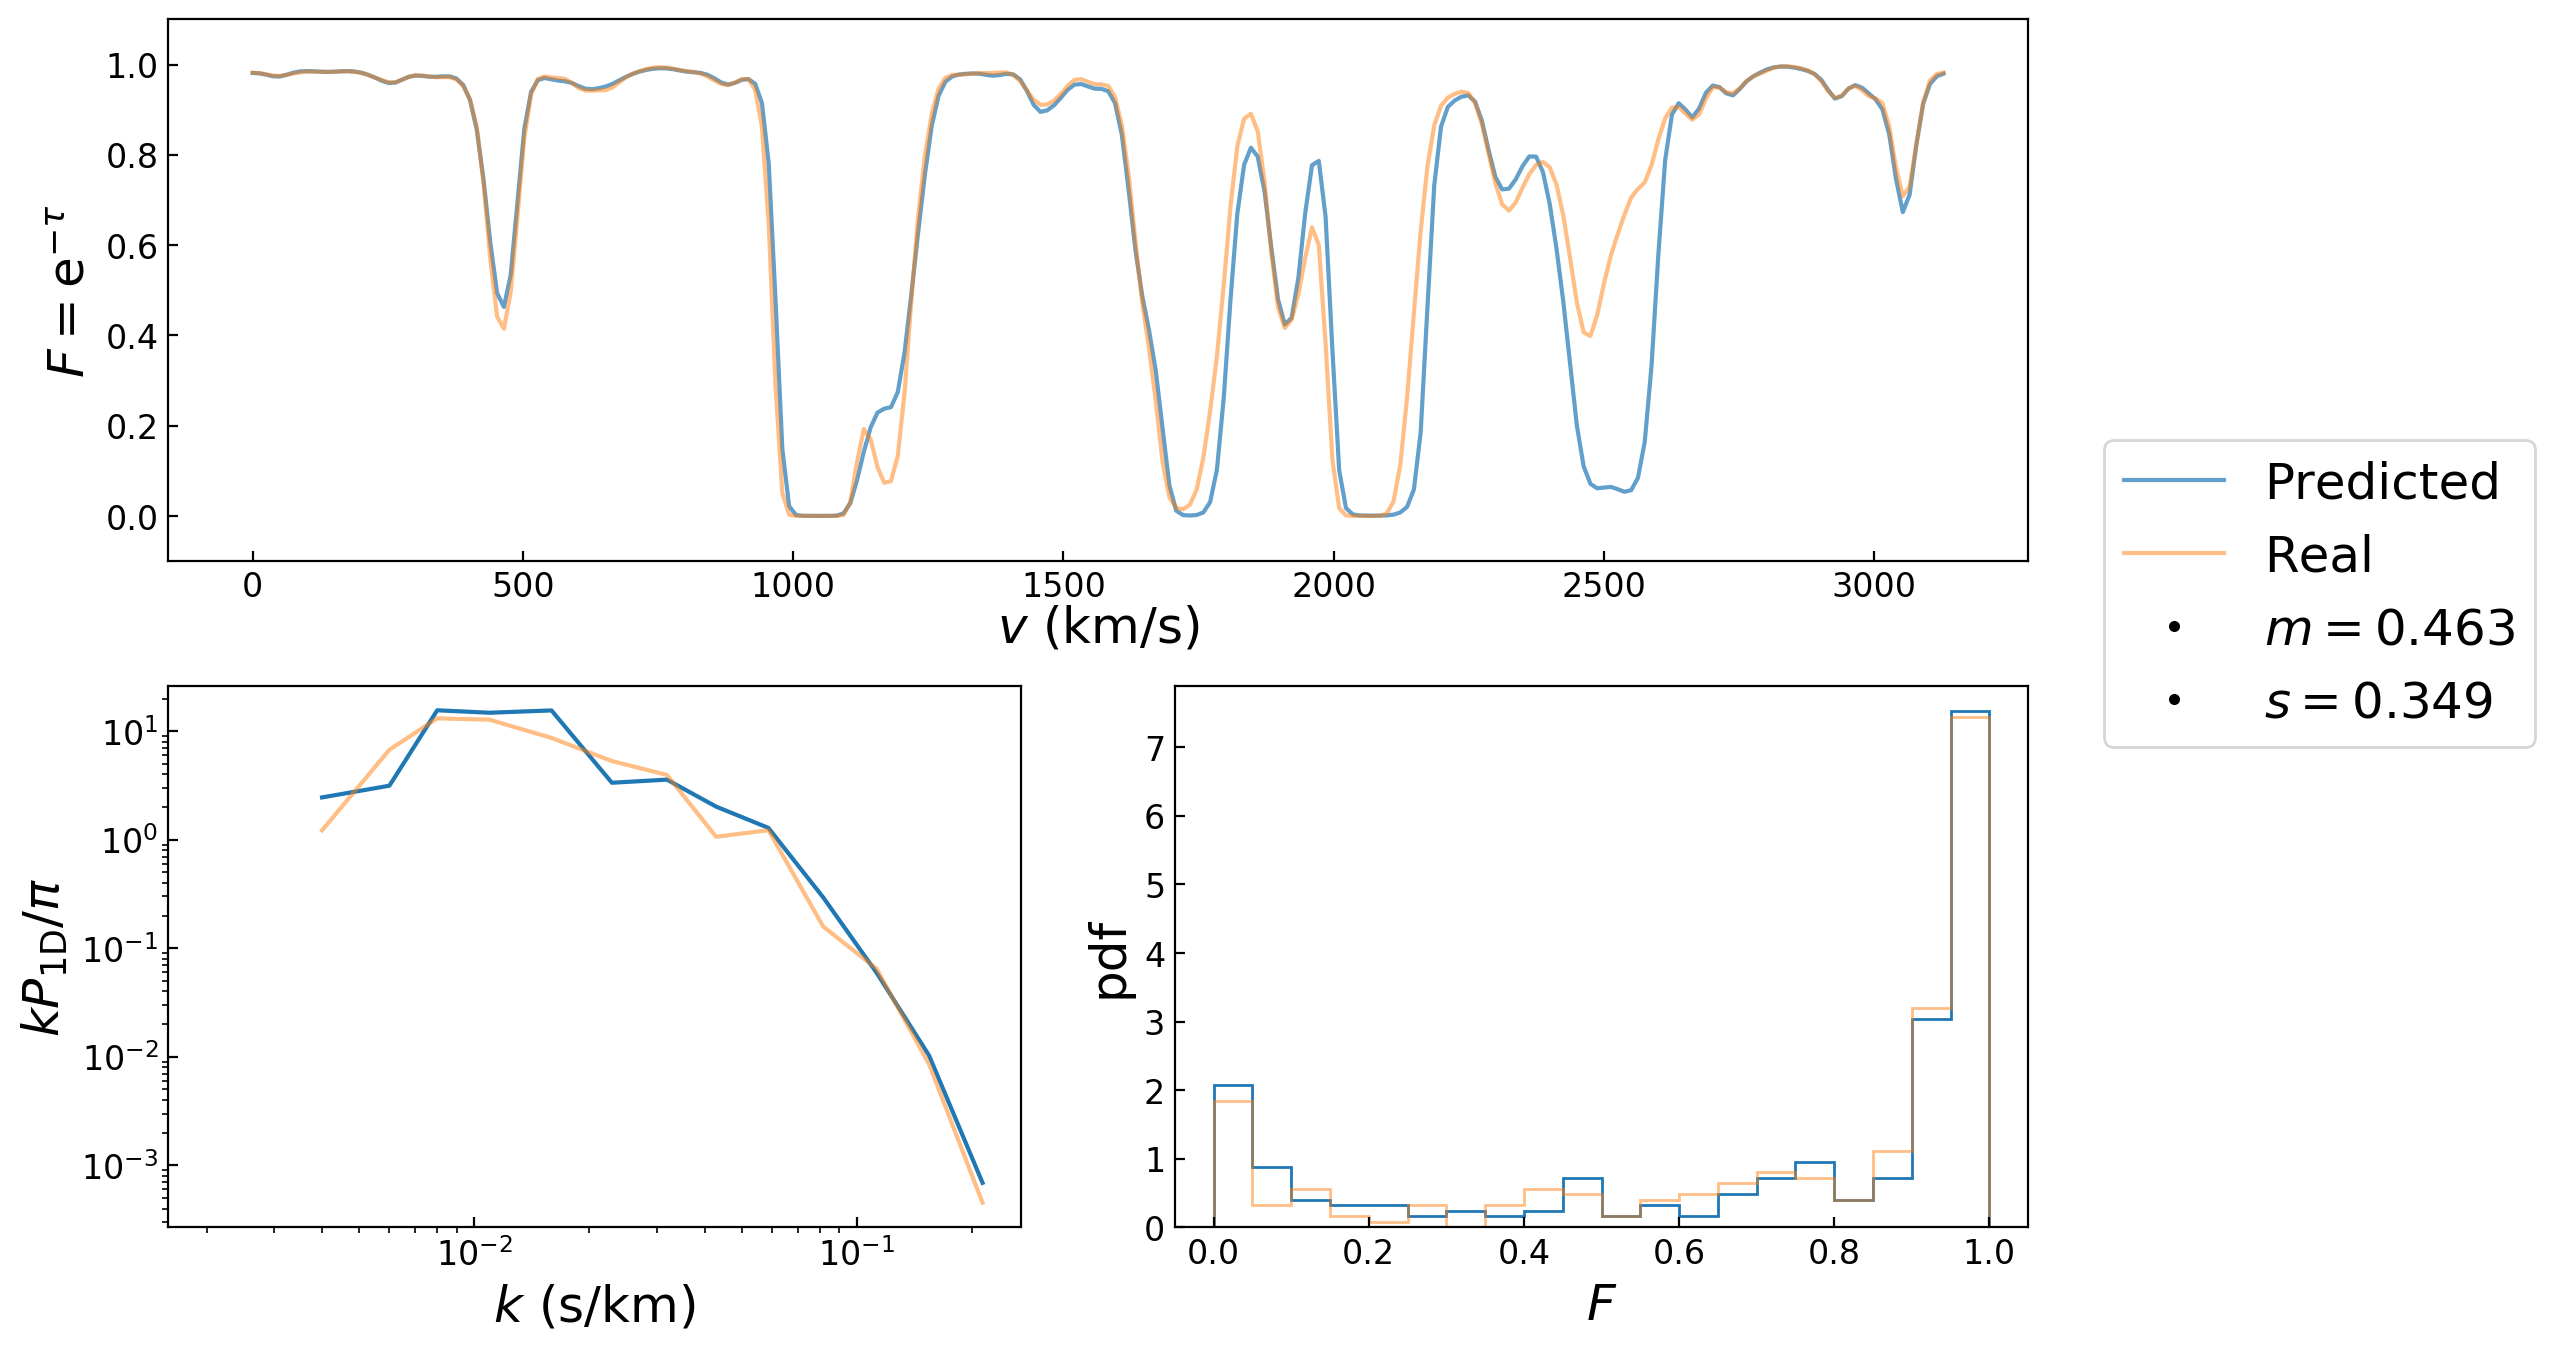 F = e^{−τ}
1.0
0.8
0.6
0.4
0.2
0.0
0 500 1000 1500 2000 2500 3000
v (km/s)
Predicted
Real
m = 0.463
s = 0.349
kP_{1D}/π
10^1
10^0
10^{−1}
10^{−2}
10^{−3}
10^{−2} 10^{−1}
k (s/km)
pdf
7
6
5
4
3
2
1
0
0.0 0.2 0.4 0.6 0.8 1.0
F